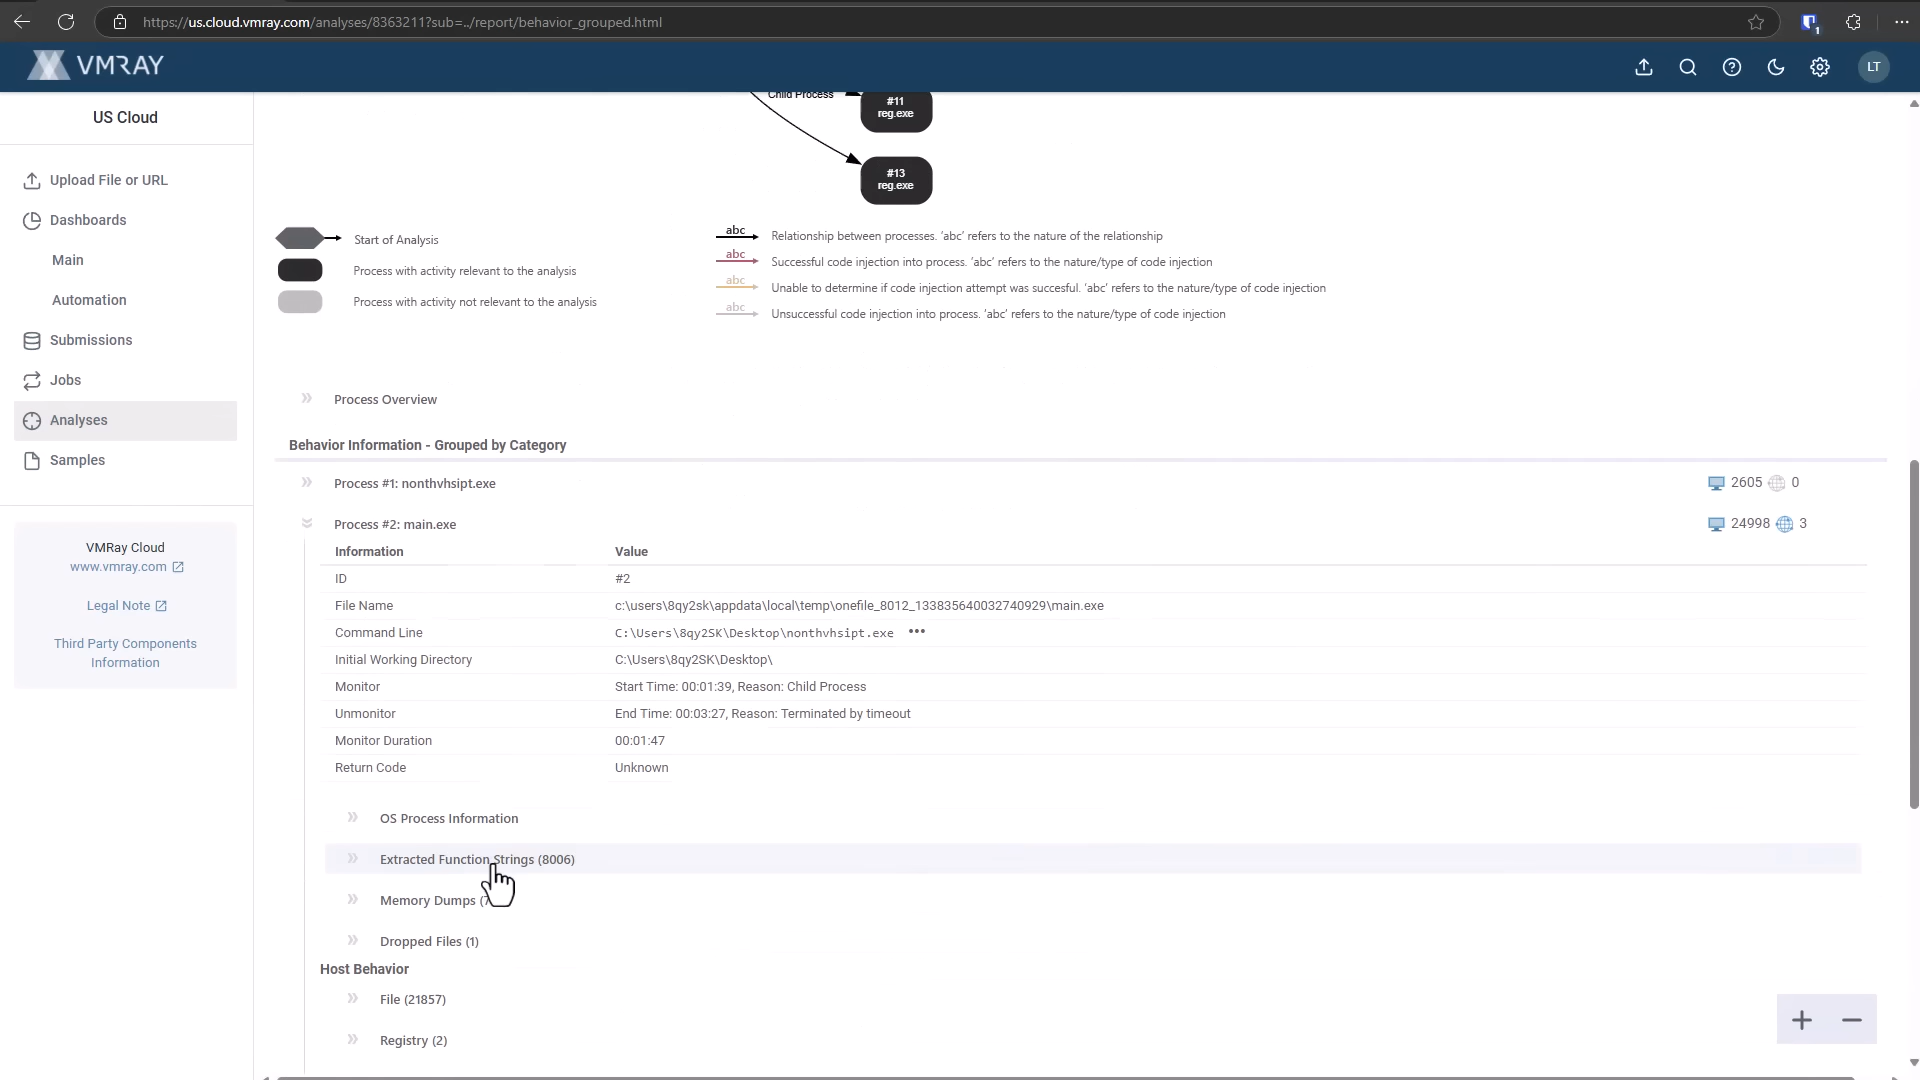 https://us.cloud.vmray.com/analyses/8363211?sub=../report/behavior_grouped.html
1
VMRAY
LT
US Cloud
Upload File or URL
Dashboards
Main
Automation
Submissions
Jobs
Analyses
Samples
VMRay Cloud
www.vmray.com
Legal Note
Third Party Components
Information
Child Process
#11
reg.exe
#13
reg.exe
Start of Analysis
Process with activity relevant to the analysis
Process with activity not relevant to the analysis
abc Relationship between processes. ‘abc’ refers to the nature of the relationship
abc Successful code injection into process. ‘abc’ refers to the nature/type of code injection
abc Unable to determine if code injection attempt was succesful. ‘abc’ refers to the nature/type of code injection
abc Unsuccessful code injection into process. ‘abc’ refers to the nature/type of code injection
Process Overview
Behavior Information - Grouped by Category
Process #1: nonthvhsipt.exe 2605 0
Process #2: main.exe 24998 3
Information Value
ID #2
File Name c:\users\8qy2sk\appdata\local\temp\onefile_8012_133835640032740929\main.exe
Command Line C:\Users\8qy2SK\Desktop\nonthvhsipt.exe •••
Initial Working Directory C:\Users\8qy2SK\Desktop\
Monitor Start Time: 00:01:39, Reason: Child Process
Unmonitor End Time: 00:03:27, Reason: Terminated by timeout
Monitor Duration 00:01:47
Return Code Unknown
OS Process Information
Extracted Function Strings (8006)
Memory Dumps
Dropped Files (1)
Host Behavior
File (21857)
Registry (2)